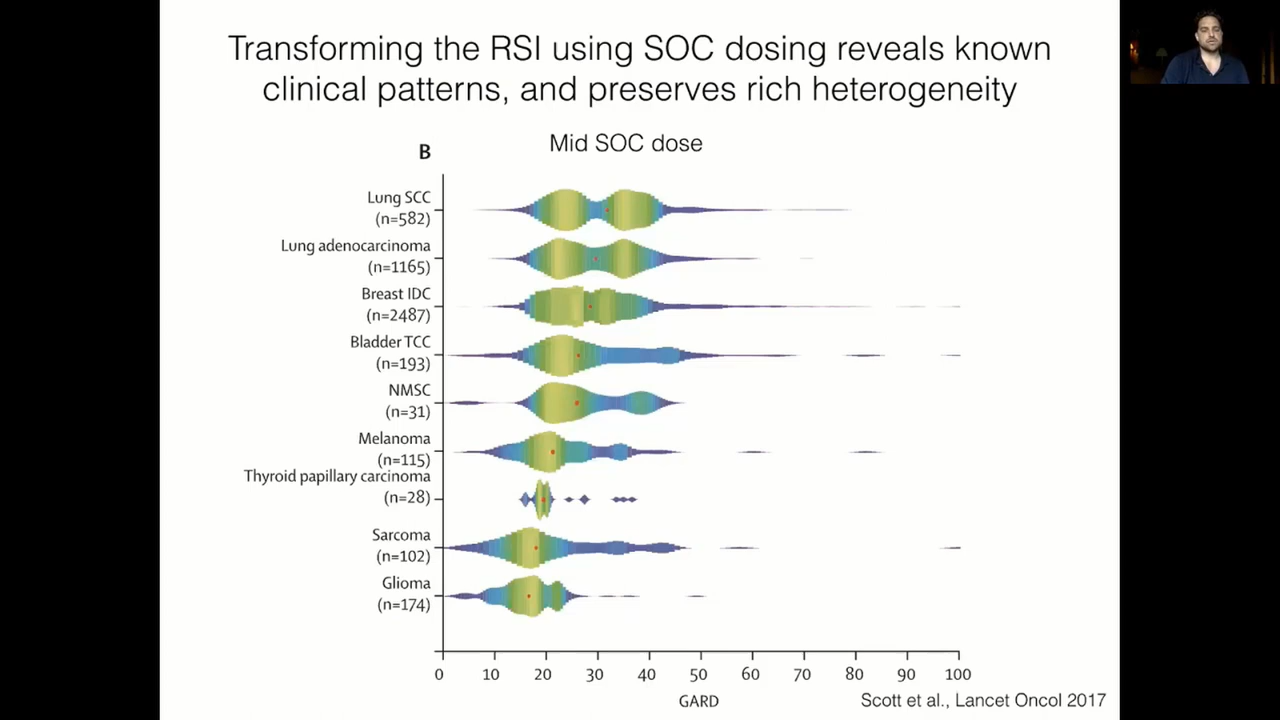 Transforming the RSI using SOC dosing reveals known
clinical patterns, and preserves rich heterogeneity
Mid SOC dose
B
Lung SCC
(n=582)
Lung adenocarcinoma
(n=1165)
Breast IDC
(n=2487)
Bladder TCC
(n=193)
NMSC
(n=31)
Melanoma
(n=115)
Thyroid papillary carcinoma
(n=28)
Sarcoma
(n=102)
Glioma
(n=174)
0 10 20 30 40 50 60 70 80 90 100
GARD
Scott et al., Lancet Oncol 2017